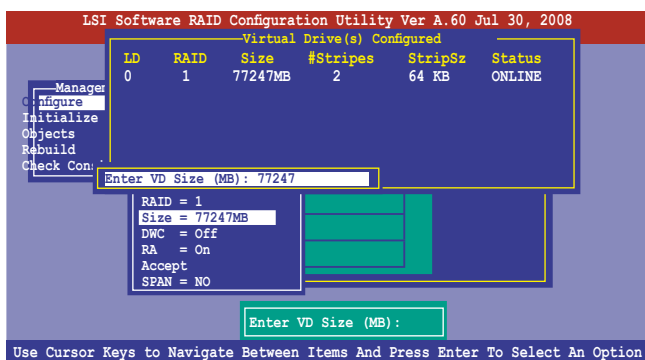 LSI Software RAID Configuration Utility Ver A.60 Jul 30, 2008
Virtual Drive(s) Configured
LD RAID Size #Stripes StripSz Status
0 1 77247MB 2 64 KB ONLINE
Managem
Configure
Initialize
Objects
Rebuild
Check Cons
Enter VD Size (MB): 77247
RAID = 1
Size = 77247MB
DWC = Off
RA = On
Accept
SPAN = NO
Enter VD Size (MB):
Use Cursor Keys to Navigate Between Items And Press Enter To Select An Option